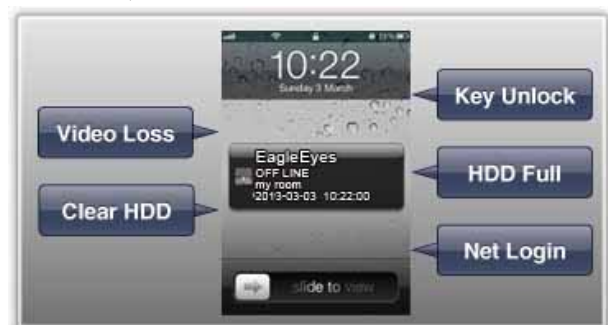 10:22
Sunday 3 March
Video Loss
Key Unlock
EagleEyes
OFF LINE
my room
2013-03-03 10:22:00
HDD Full
Clear HDD
Net Login
slide to view